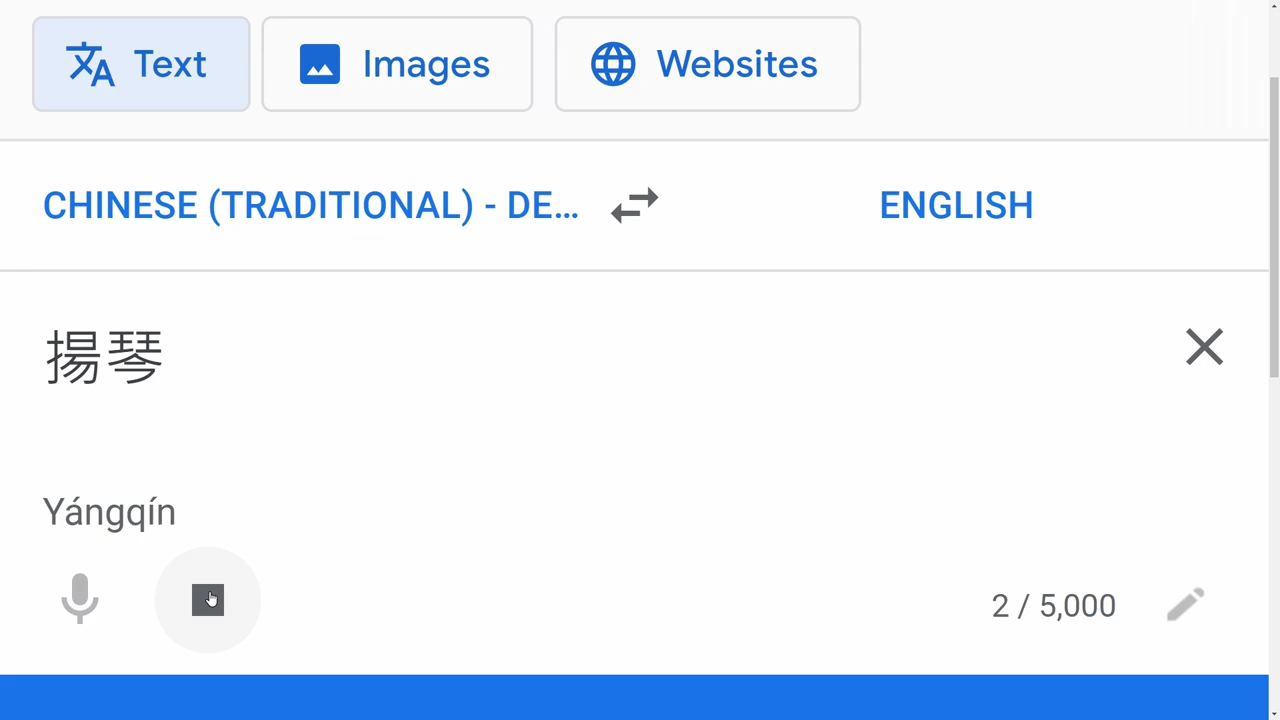 Text Images Websites
CHINESE (TRADITIONAL) - DE... ENGLISH
揚琴
Yángqín
2 / 5,000